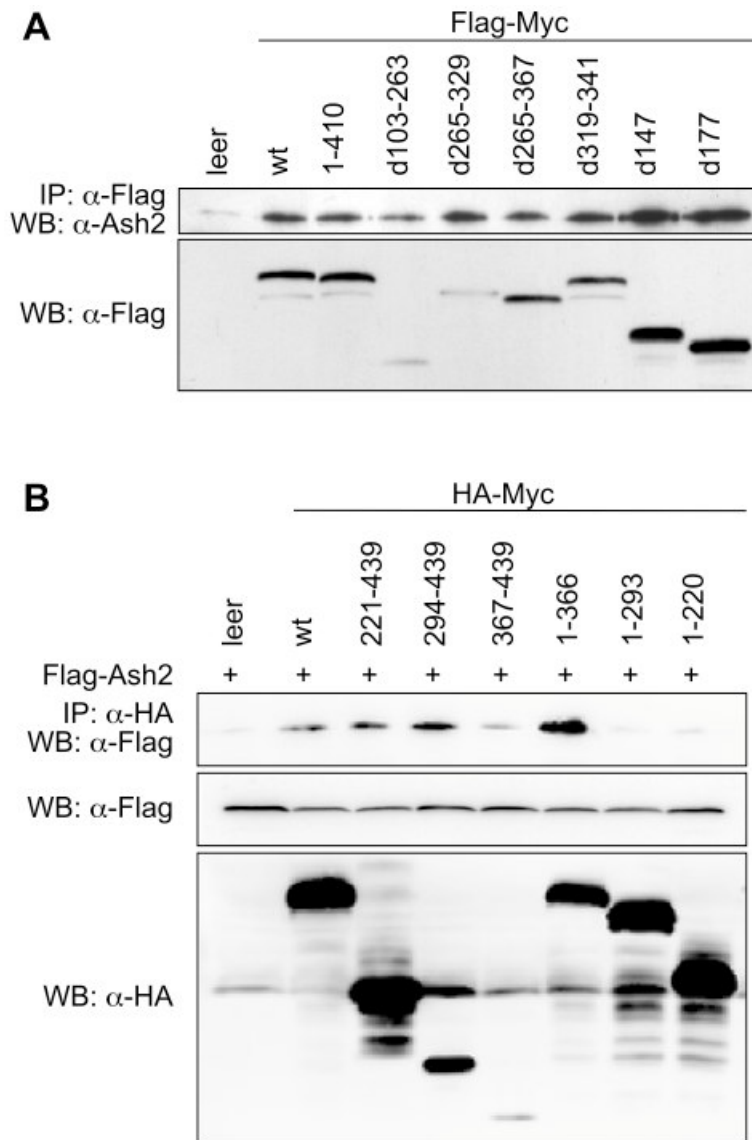 A
Flag-Myc
leer
wt
1-410
d103-263
d265-329
d265-367
d319-341
d147
d177
IP: α-Flag
WB: α-Ash2
WB: α-Flag
B
HA-Myc
leer
wt
221-439
294-439
367-439
1-366
1-293
1-220
Flag-Ash2 + + + + + + + +
IP: α-HA
WB: α-Flag
WB: α-Flag
WB: α-HA